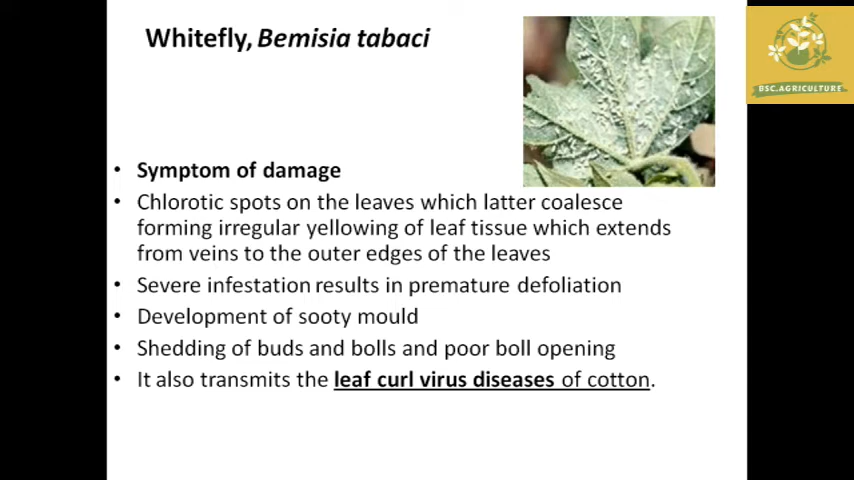 Whitefly, Bemisia tabaci
BSC.AGRICULTURE
• Symptom of damage
• Chlorotic spots on the leaves which latter coalesce
forming irregular yellowing of leaf tissue which extends
from veins to the outer edges of the leaves
• Severe infestation results in premature defoliation
• Development of sooty mould
• Shedding of buds and bolls and poor boll opening
• It also transmits the leaf curl virus diseases of cotton.